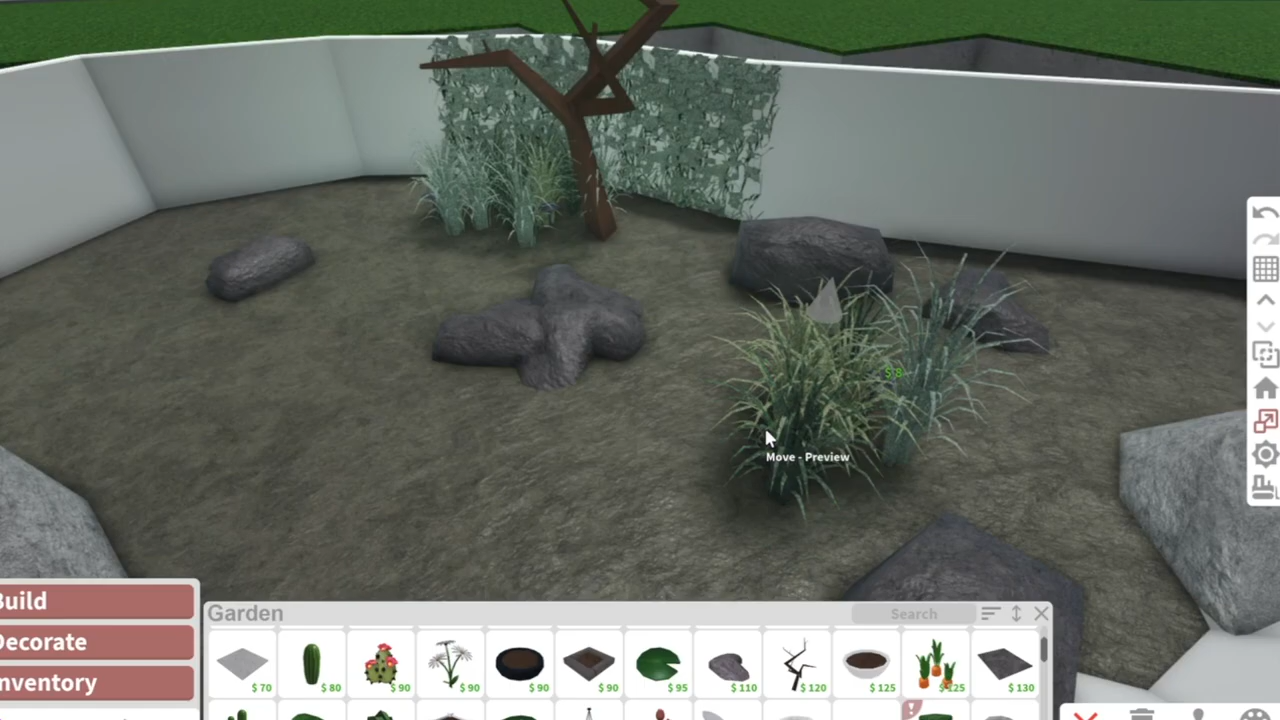 $ 8
Move - Preview
Build
Decorate
Inventory
Garden
Search
$ 70 $ 80 $ 90 $ 90 $ 90 $ 90 $ 95 $ 110 $ 120 $ 125 $ 125 $ 130